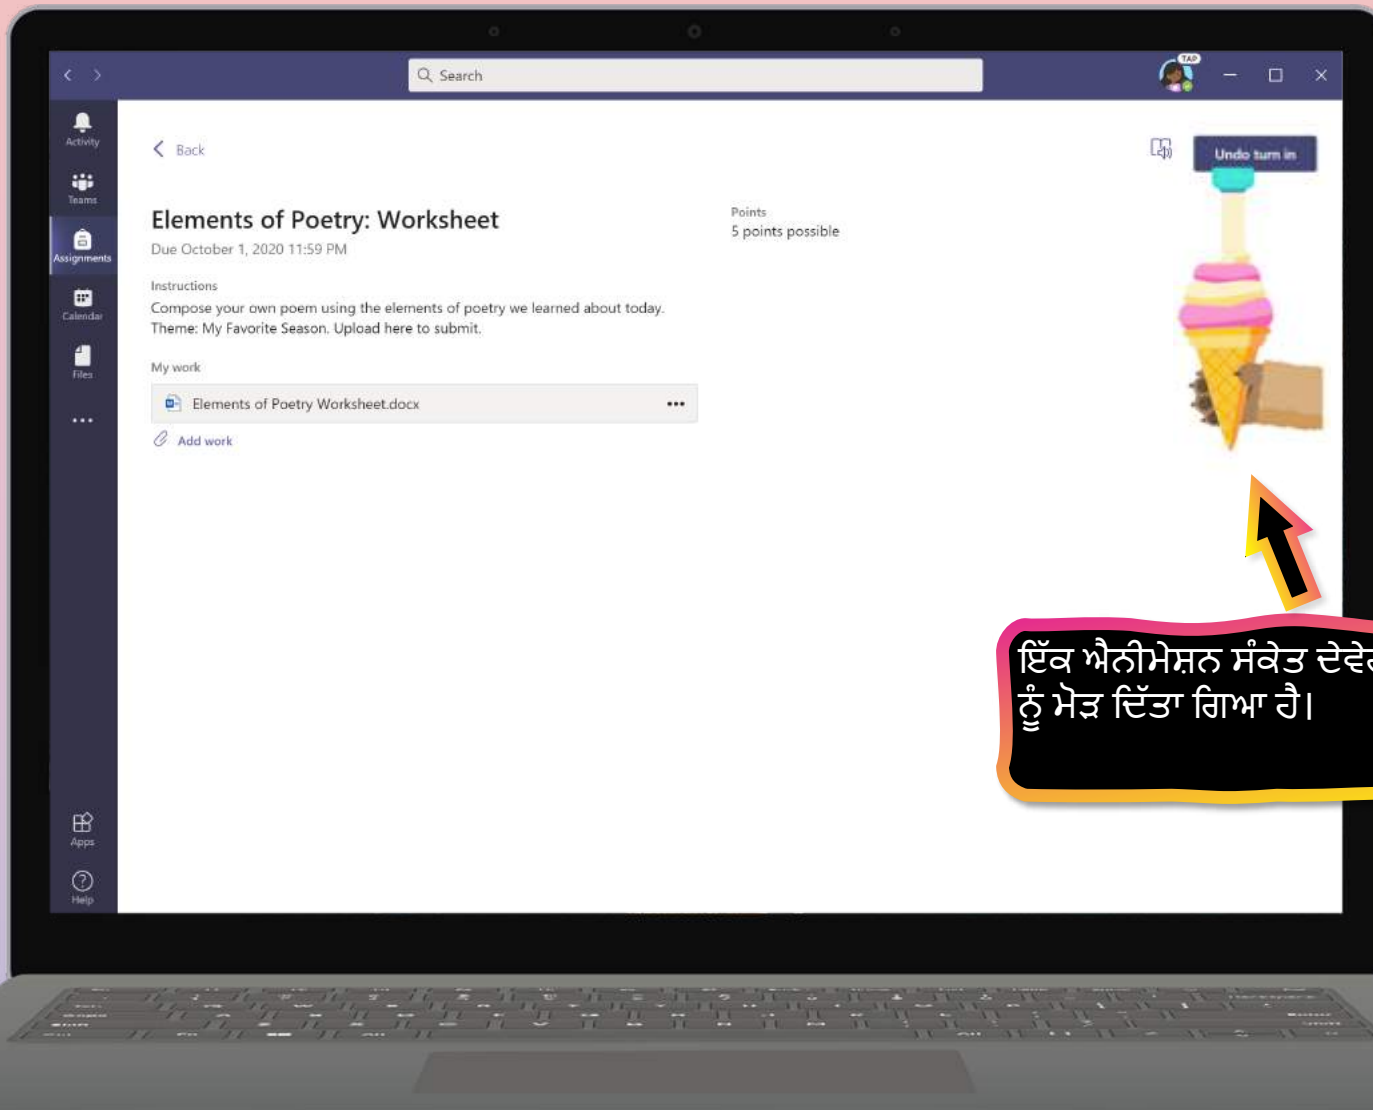 Search
TAP
Activity
Teams
Assignments
Calendar
Files
Apps
Help
Back
Undo turn in
Elements of Poetry: Worksheet
Due October 1, 2020 11:59 PM
Points
5 points possible
Instructions
Compose your own poem using the elements of poetry we learned about today.
Theme: My Favorite Season. Upload here to submit.
My work
Elements of Poetry Worksheet.docx
Add work
ਇੱਕ ਐਨੀਮੇਸ਼ਨ ਸੰਕੇਤ
ਨੂੰ ਮੋੜ ਦਿੱਤਾ ਗਿਆ ਹੈ।